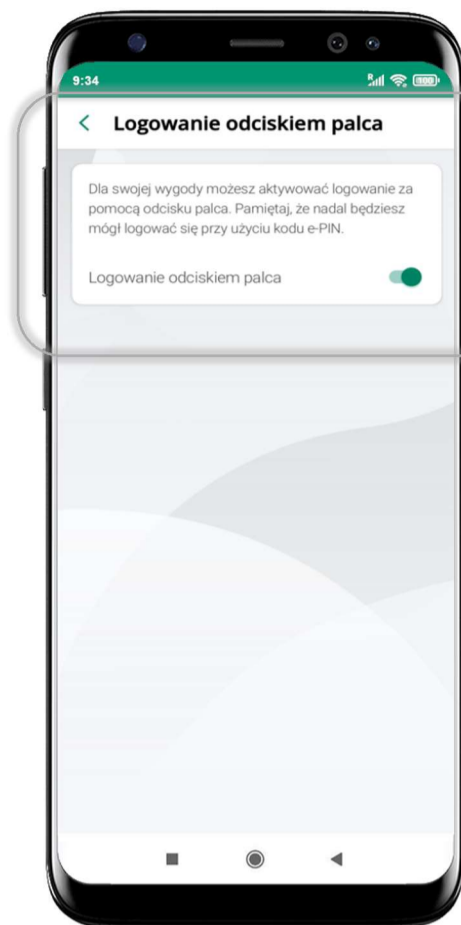 9:34
R
100
Logowanie odciskiem palca
Dla swojej wygody możesz aktywować logowanie za
pomocą odcisku palca. Pamiętaj, że nadal będziesz
mógł logować się przy użyciu kodu e-PIN.
Logowanie odciskiem palca